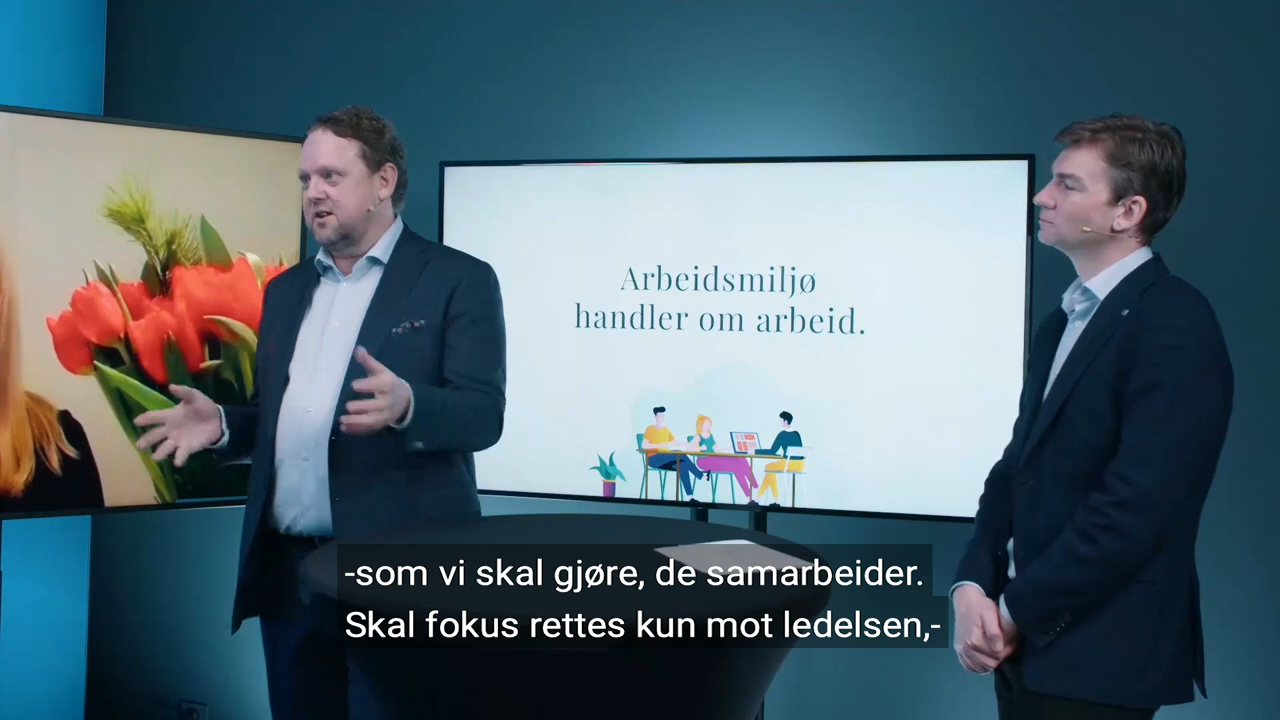 Arbeidsmiljø
handler om arbeid.
-som vi skal gjøre, de samarbeider.
Skal fokus rettes kun mot ledelsen,-